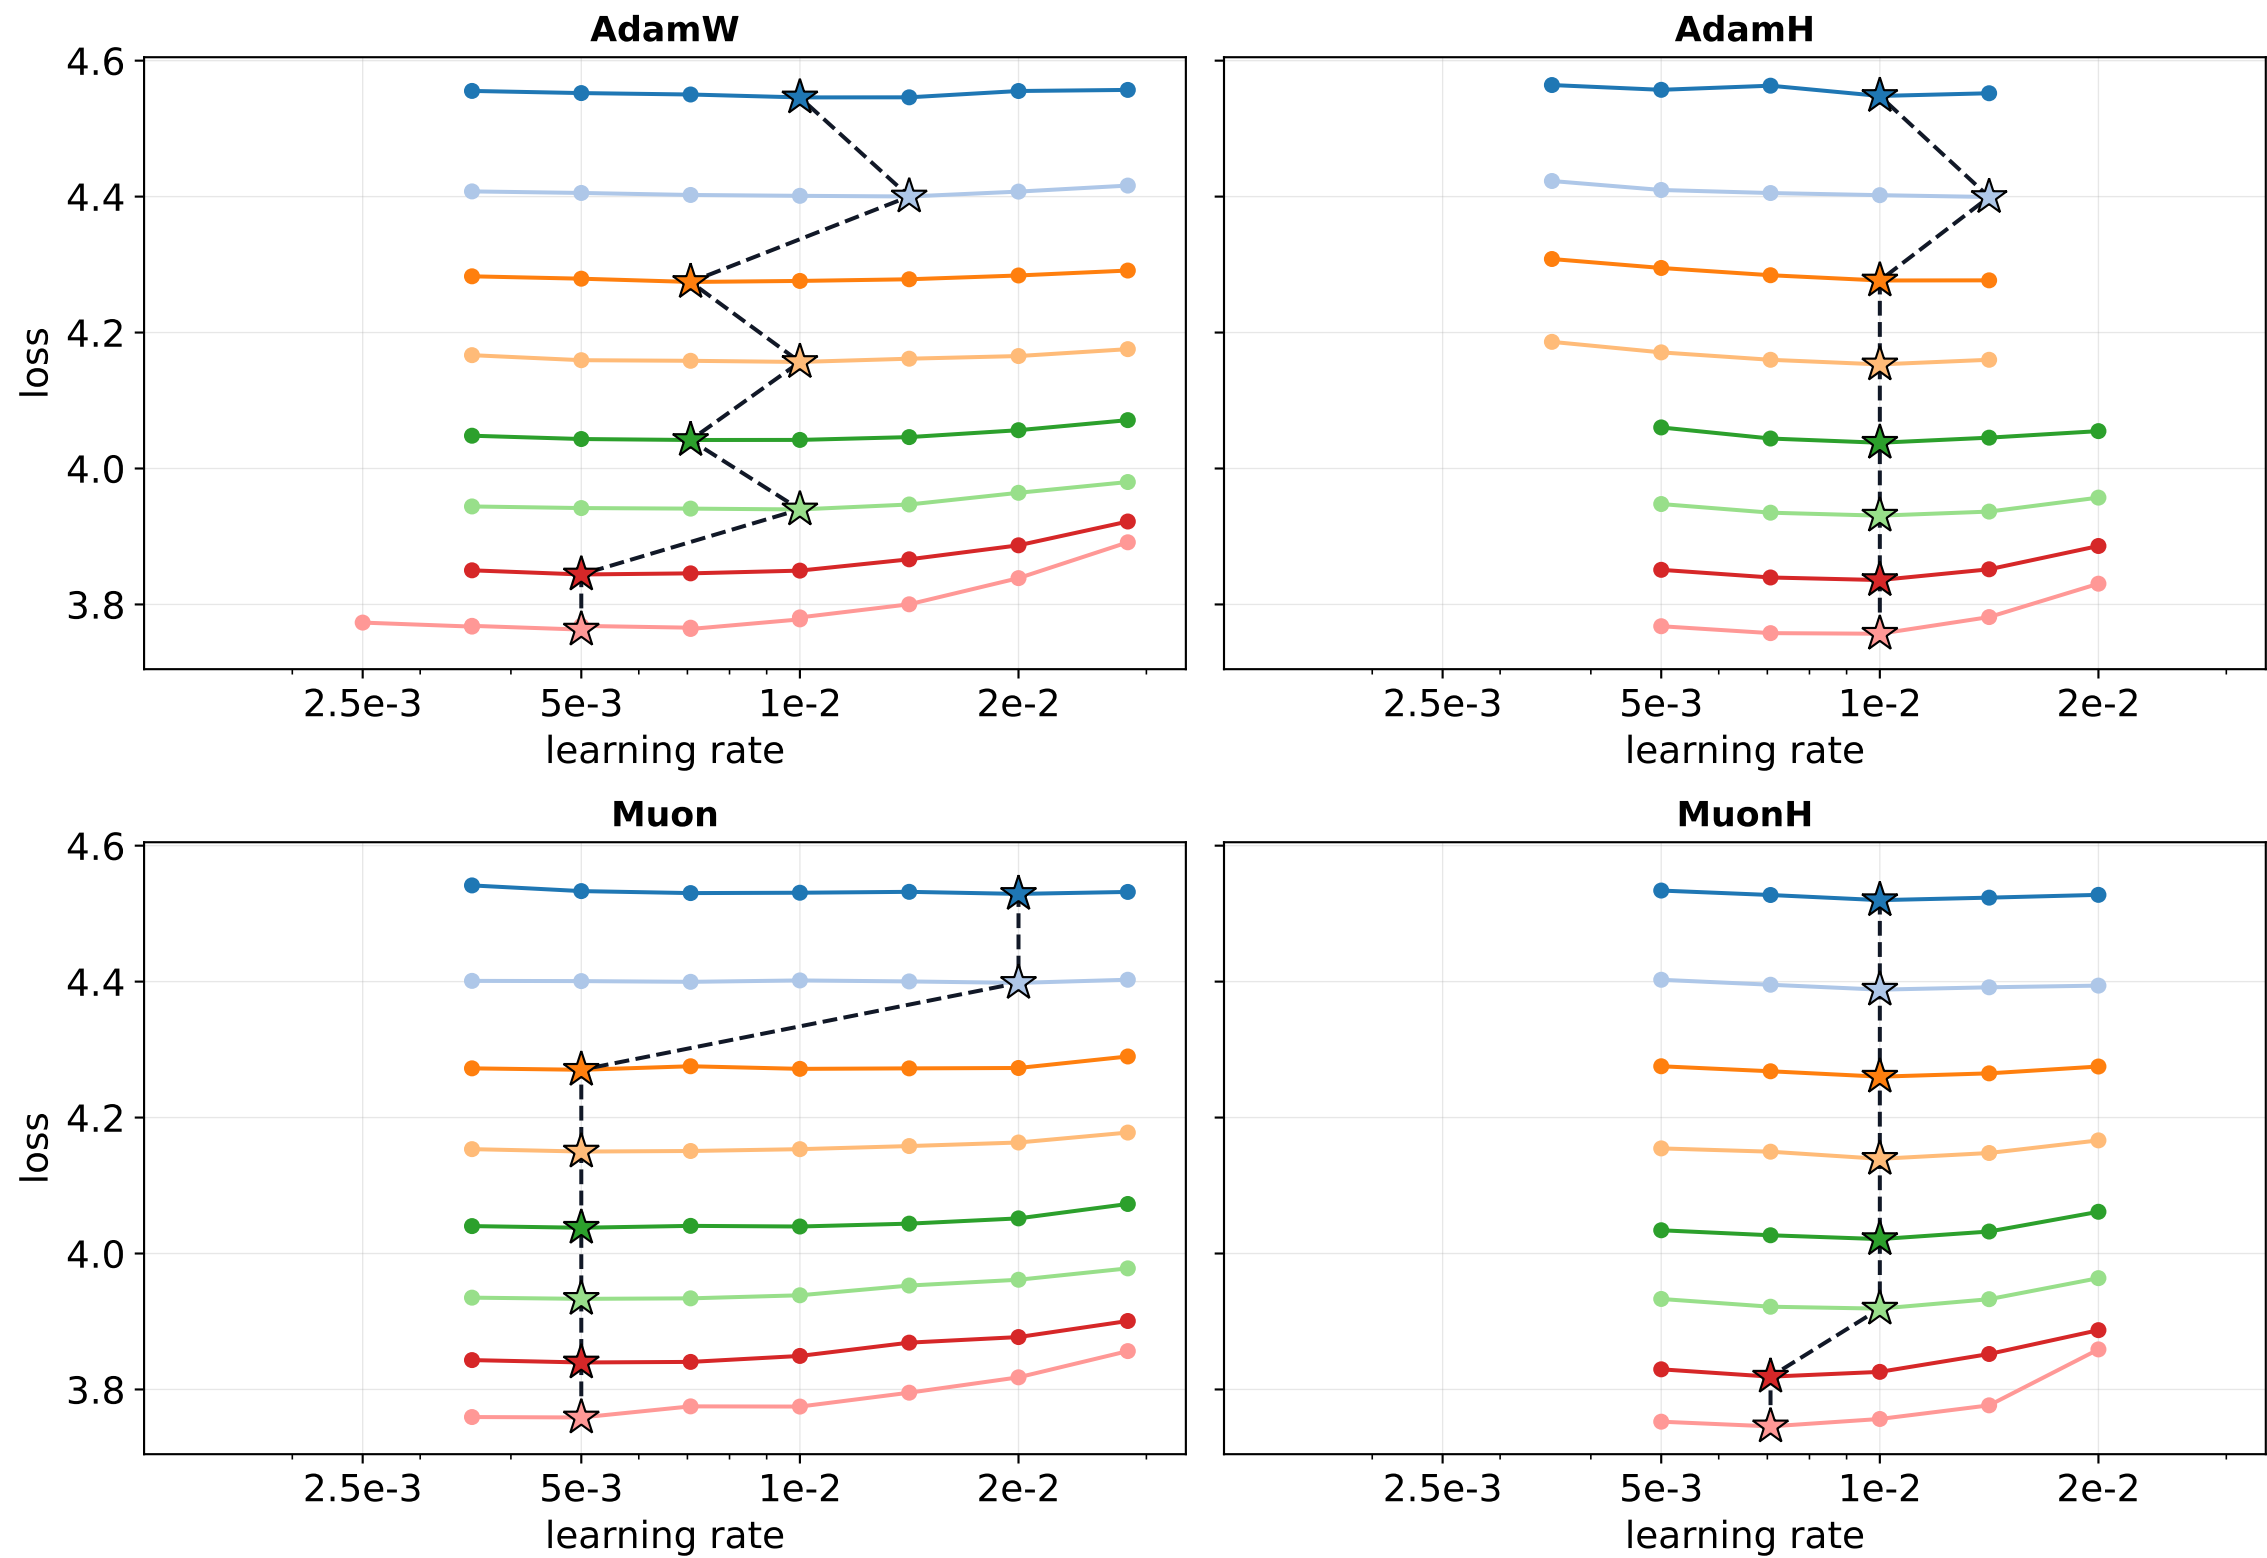 AdamW
AdamH
4.6
4.4
4.2
4.0
3.8
loss
2.5e-3 5e-3 1e-2 2e-2
2.5e-3 5e-3 1e-2 2e-2
learning rate
learning rate
Muon
MuonH
4.6
4.4
4.2
4.0
3.8
loss
2.5e-3 5e-3 1e-2 2e-2
2.5e-3 5e-3 1e-2 2e-2
learning rate
learning rate